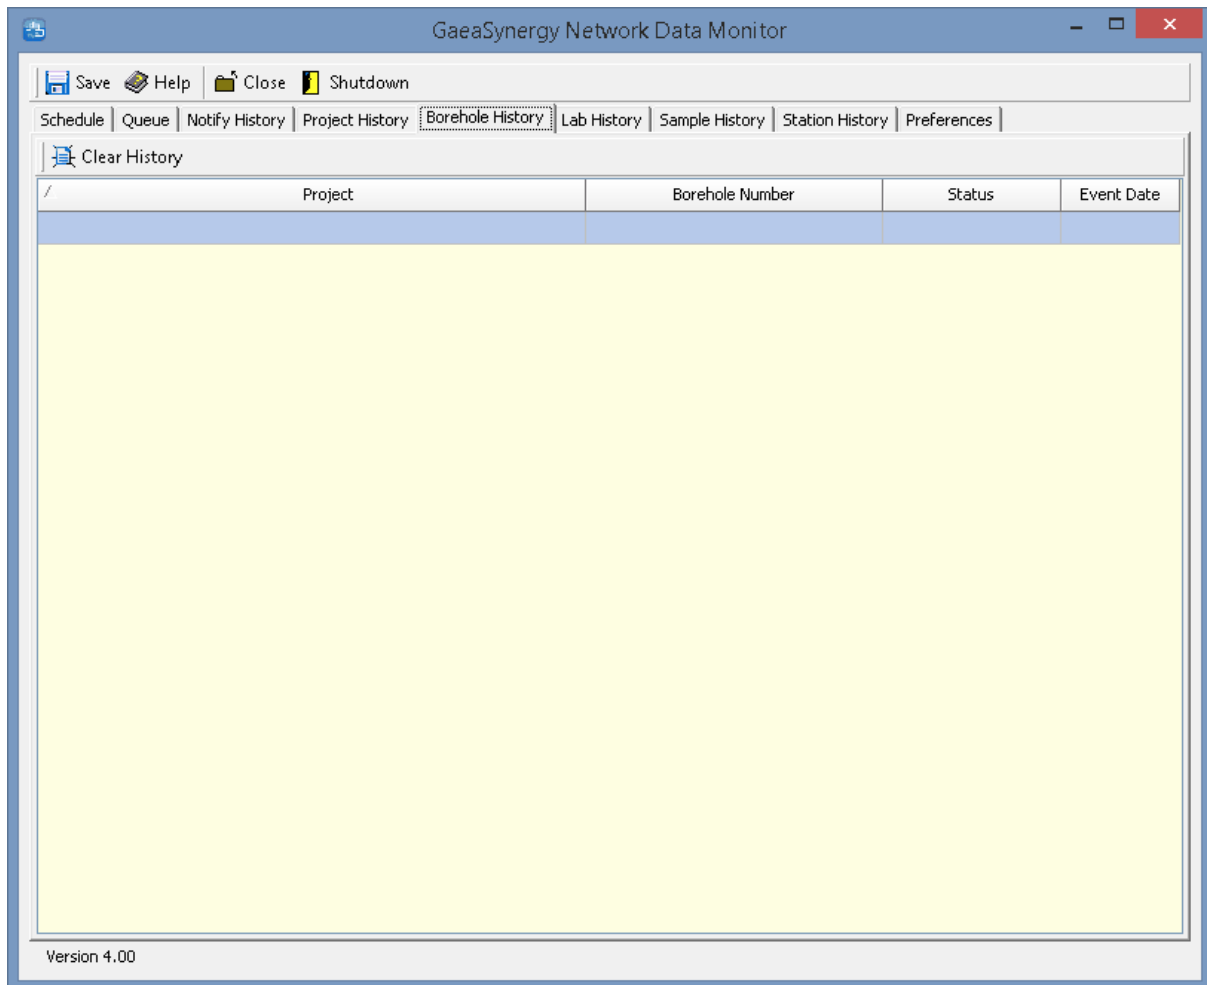 GaeaSynergy Network Data Monitor
Save Help Close Shutdown
Schedule Queue Notify History Project History Borehole History Lab History Sample History Station History Preferences
Clear History
Project Borehole Number Status Event Date
Version 4.00